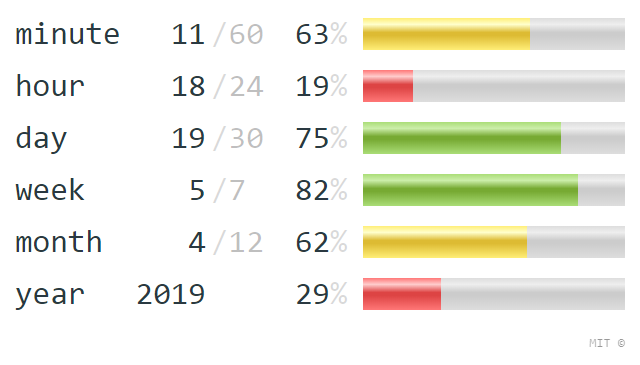 minute 11/60 63%
hour 18/24 19%
day 19/30 75%
week 5/7 82%
month 4/12 62%
year 2019 29%
MIT ©